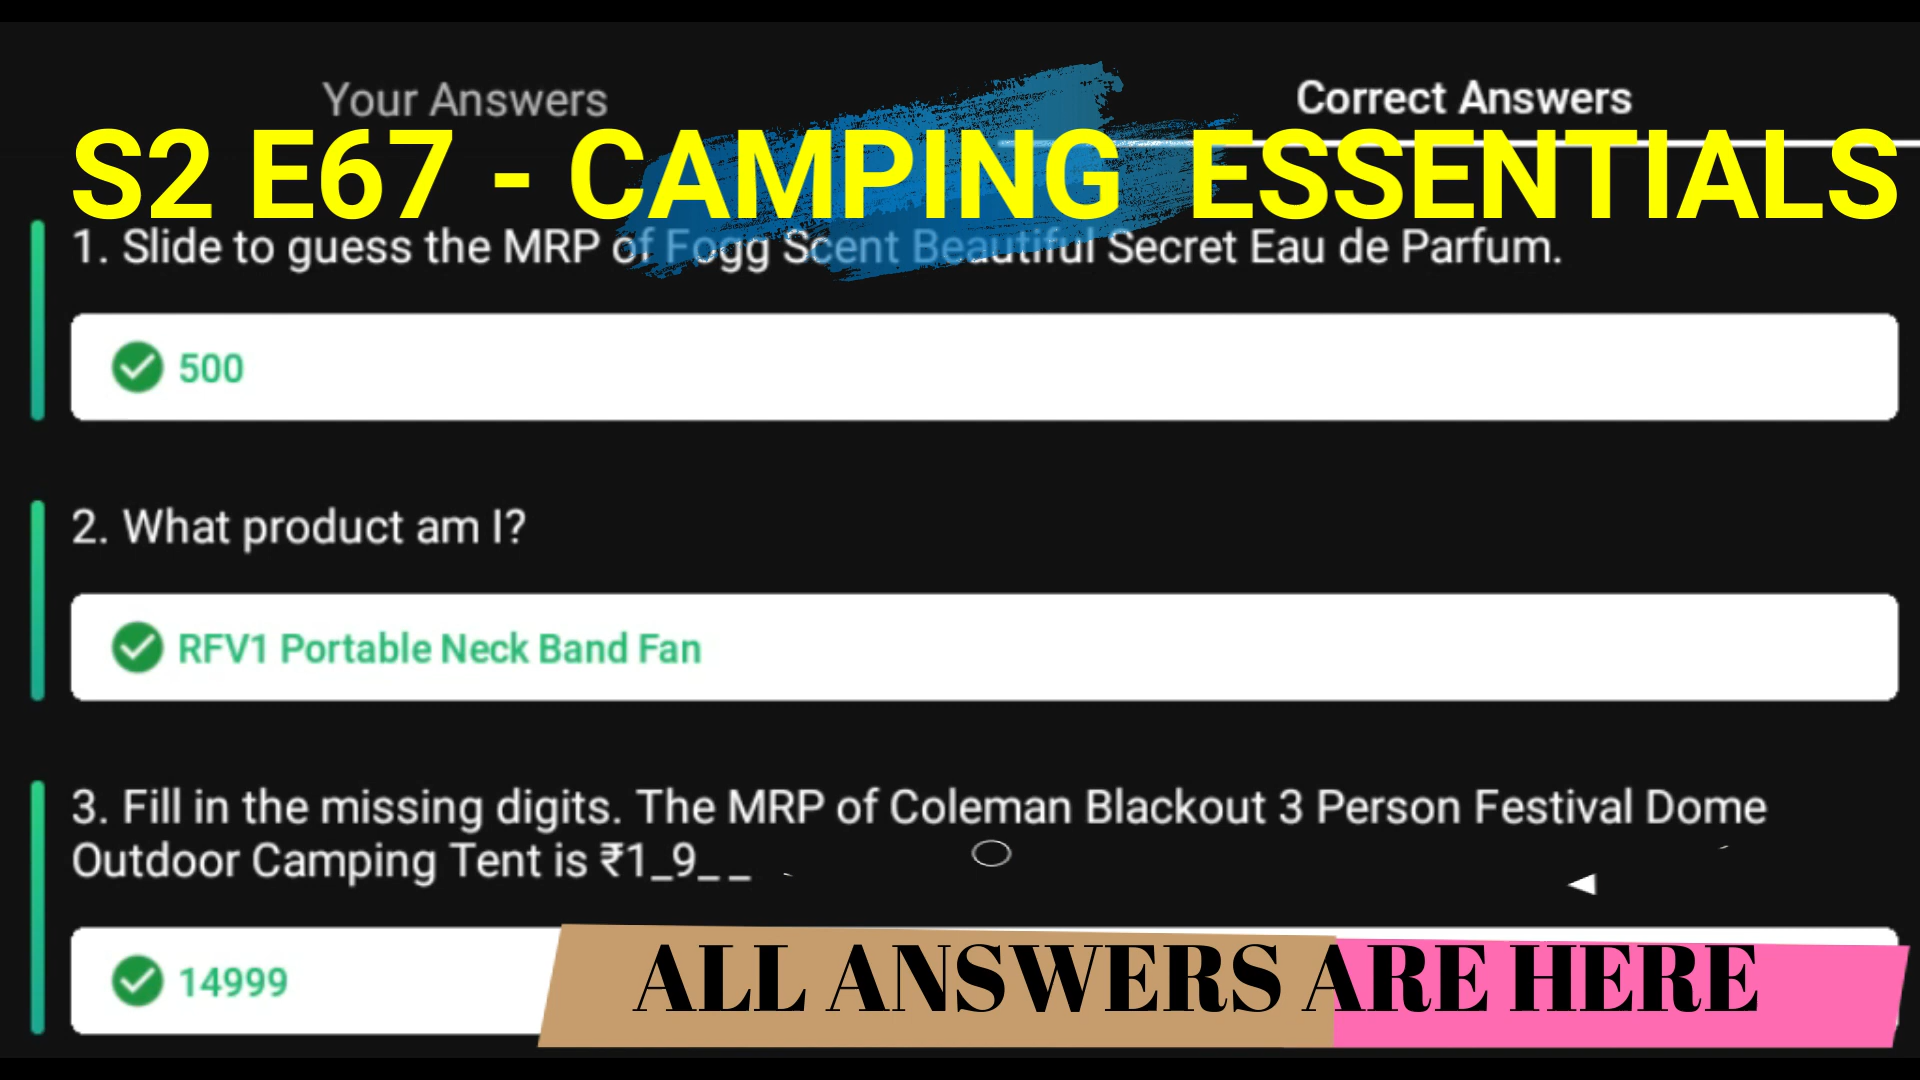 Your Answers
Correct Answers
S2 E67 - CAMPING ESSENTIALS
1. Slide to guess the MRP of Fogg Scent Beautiful Secret Eau de Parfum.
500
2. What product am I?
RFV1 Portable Neck Band Fan
3. Fill in the missing digits. The MRP of Coleman Blackout 3 Person Festival Dome
Outdoor Camping Tent is ₹1_9_ _
14999
ALL ANSWERS ARE HERE